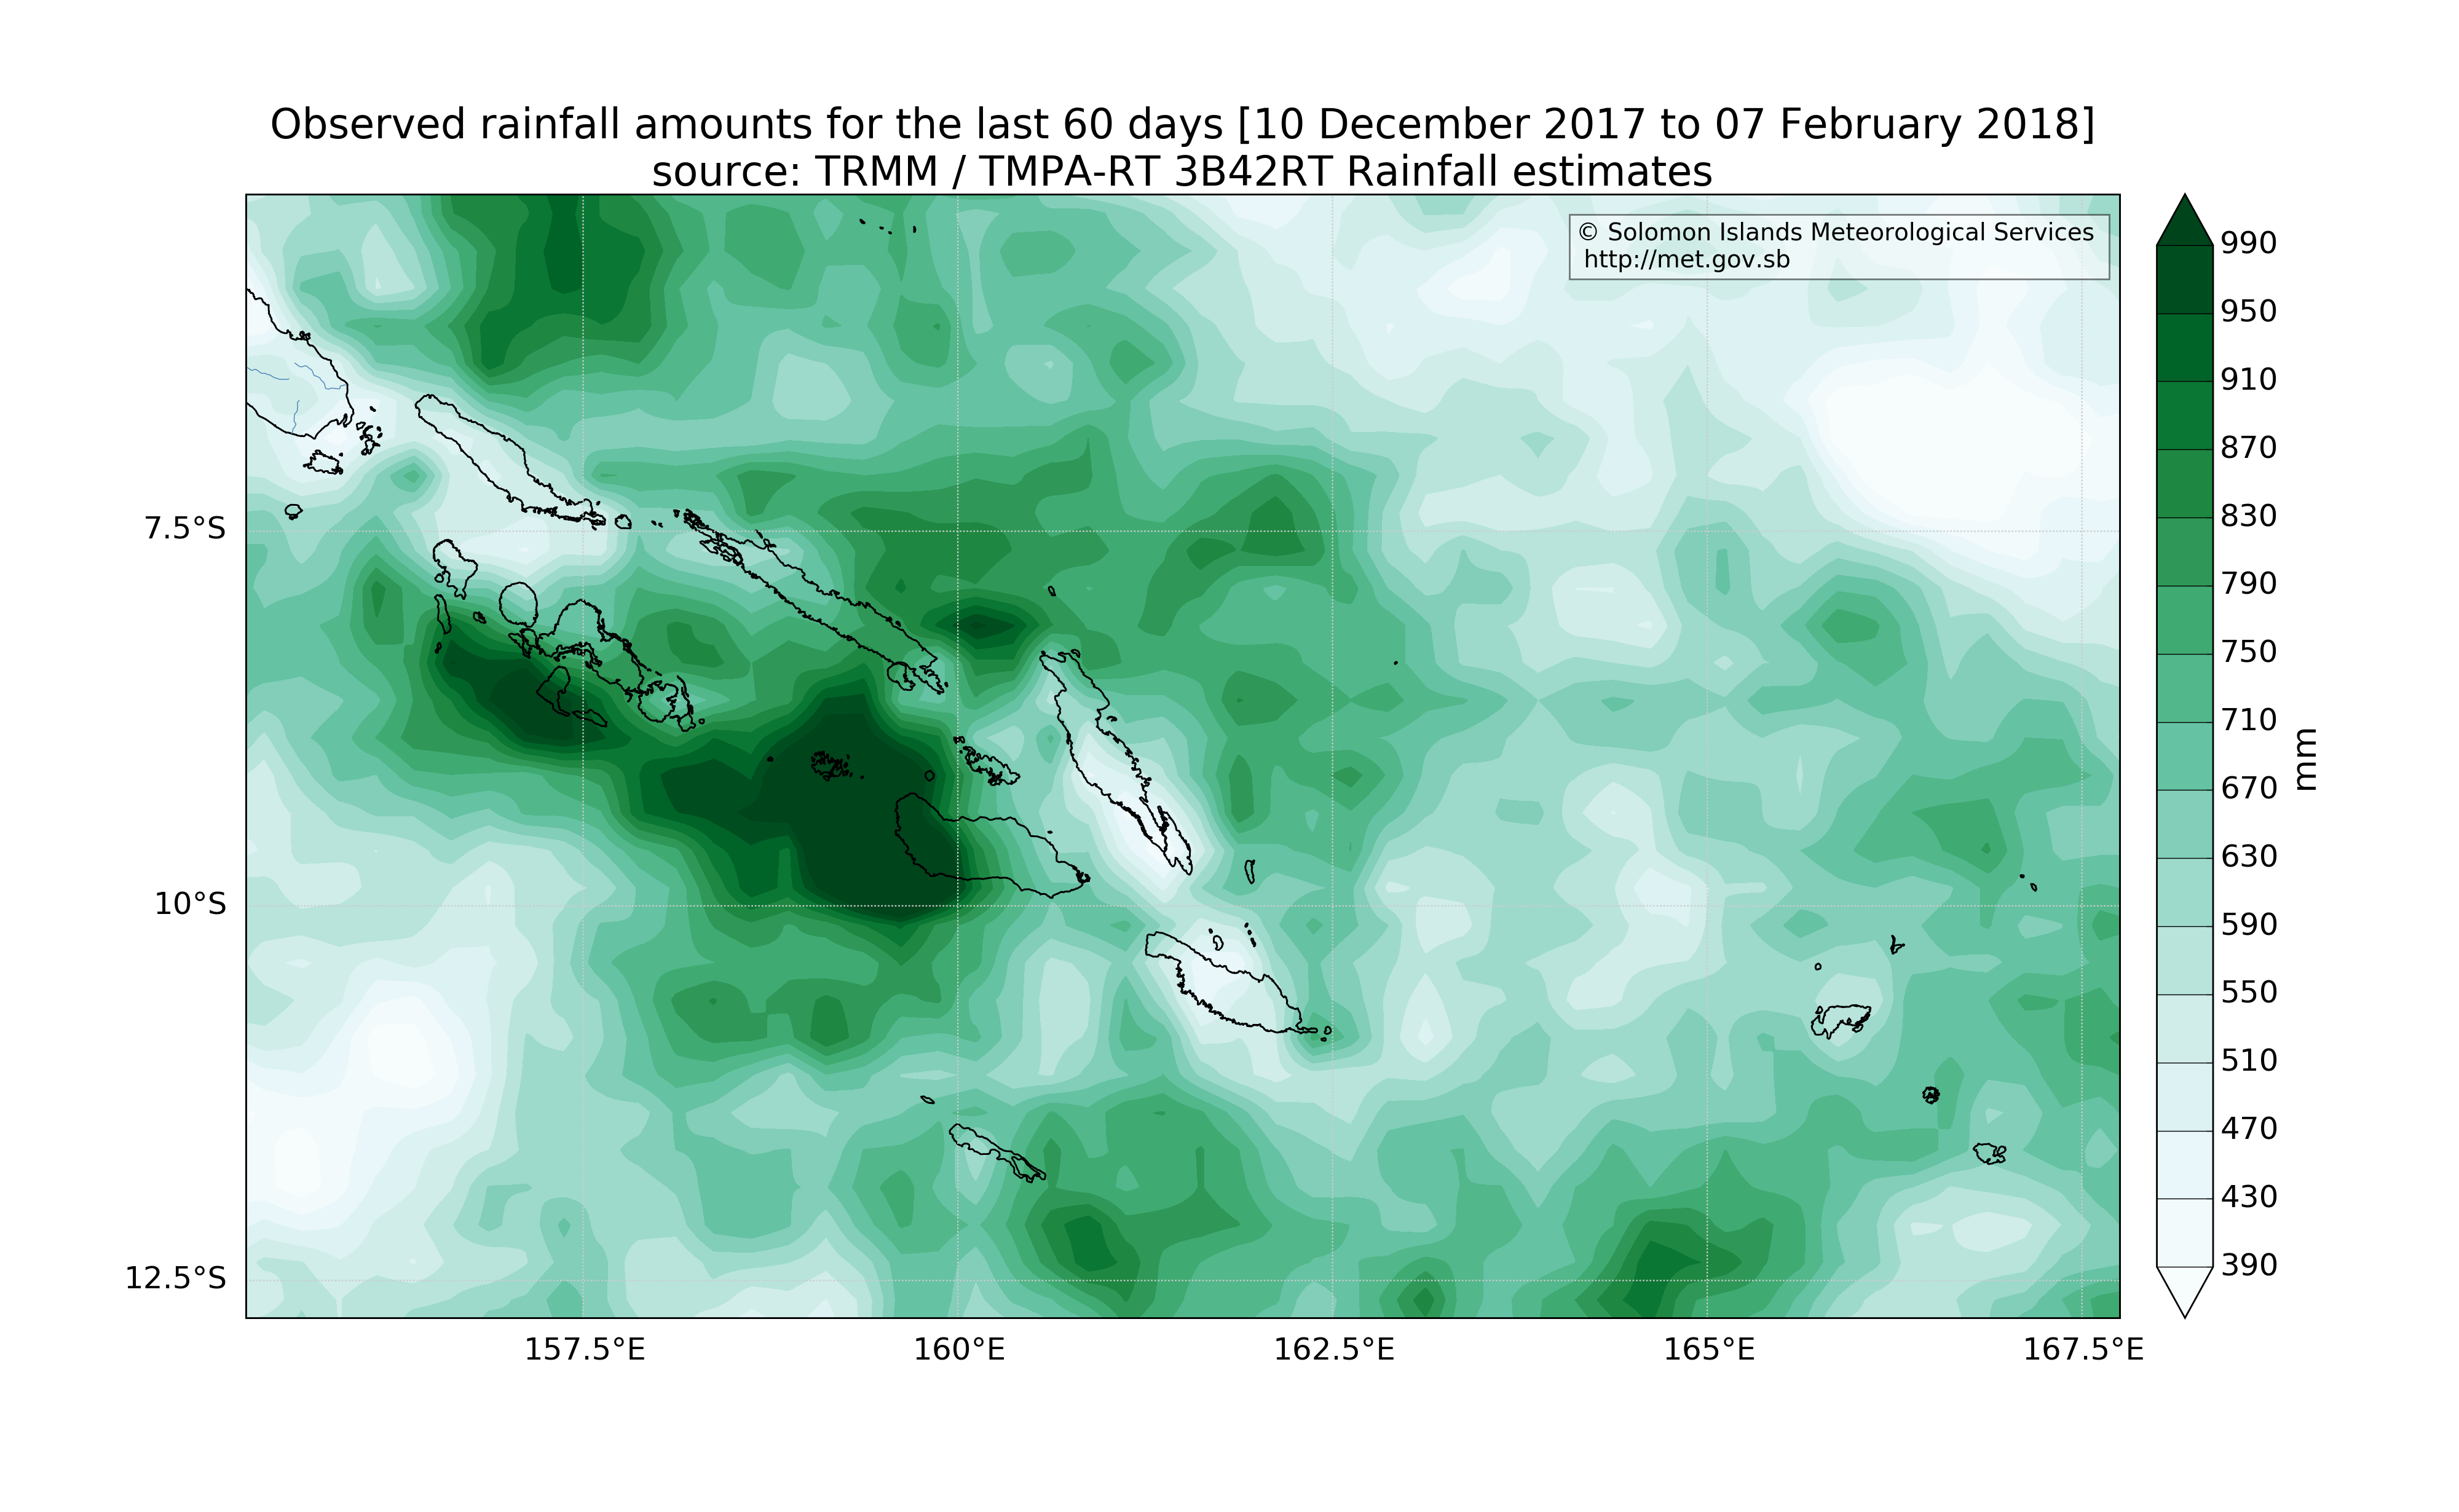 Observed rainfall amounts for the last 60 days [10 December 2017 to 07 February 2018]
source: TRMM / TMPA-RT 3B42RT Rainfall estimates
© Solomon Islands Meteorological Services
http://met.gov.sb
990
950
910
870
830
790
750
710
670
630
590
550
510
470
430
390
mm
7.5°S
10°S
12.5°S
157.5°E
160°E
162.5°E
165°E
167.5°E